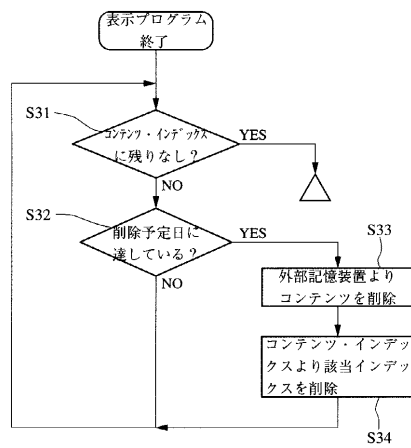 表示プログラム
終了
S31
コンテンツ・インデックス
に残りなし？
YES
NO
S32
削除予定日に
達している？
YES
NO
S33
外部記憶装置より
コンテンツを削除
コンテンツ・インデッ
クスより該当インデッ
クスを削除
S34